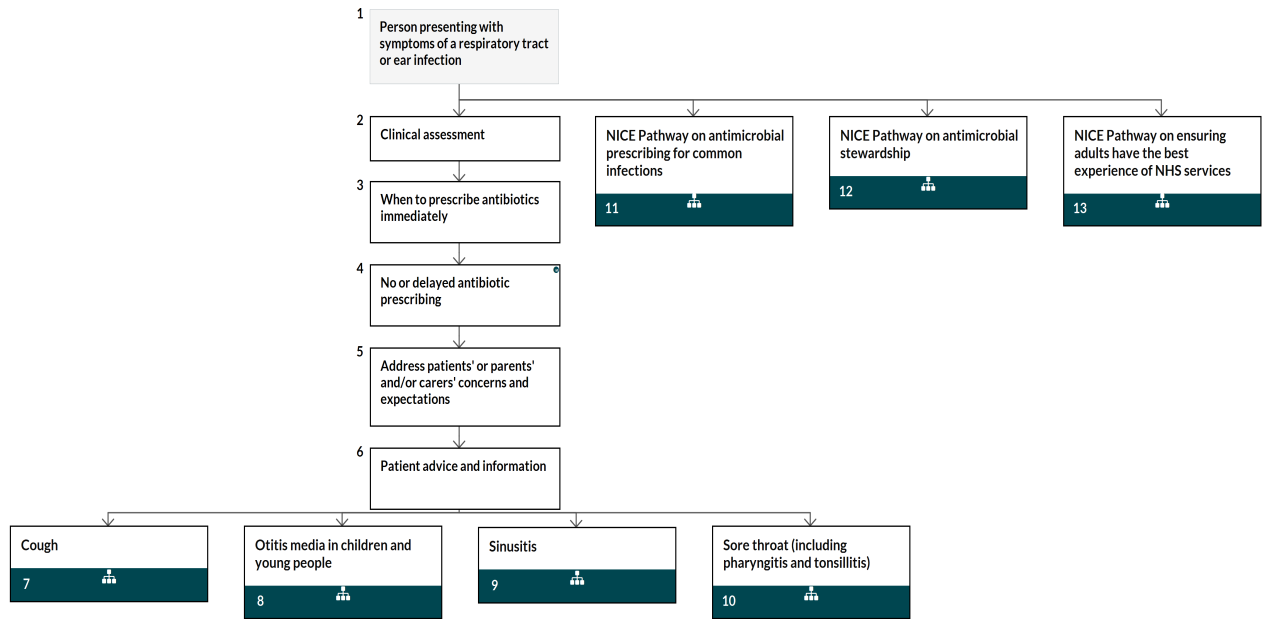 1
Person presenting with
symptoms of a respiratory tract
or ear infection
2
Clinical assessment
NICE Pathway on antimicrobial
prescribing for common
infections
11
NICE Pathway on antimicrobial
stewardship
12
NICE Pathway on ensuring
adults have the best
experience of NHS services
13
3
When to prescribe antibiotics
immediately
4
No or delayed antibiotic
prescribing
5
Address patients' or parents'
and/or carers' concerns and
expectations
6
Patient advice and information
Cough
7
Otitis media in children and
young people
8
Sinusitis
9
Sore throat (including
pharyngitis and tonsillitis)
10